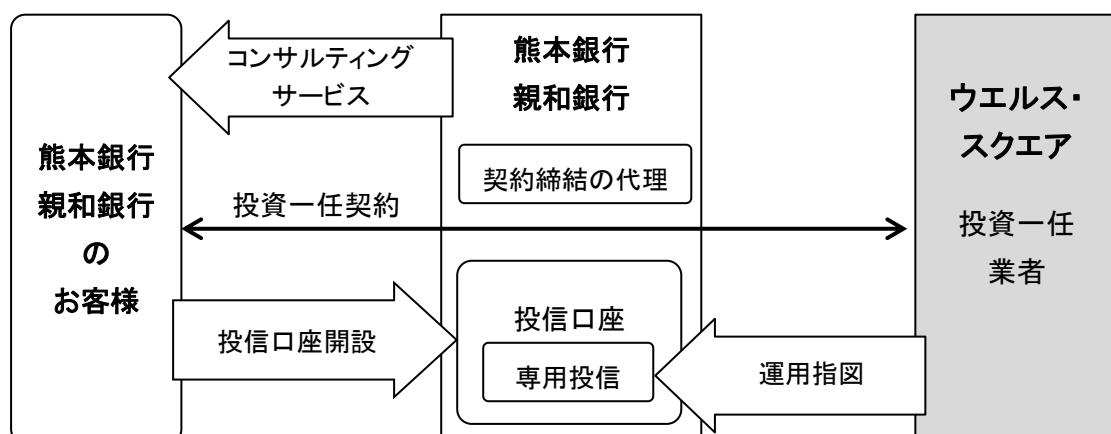 熊本銀行
親和銀行
の
お客様
コンサルティング
サービス
投資一任契約
投信口座開設
熊本銀行
親和銀行
契約締結の代理
投信口座
専用投信
運用指図
ウエルス・
スクエア
投資一任
業者